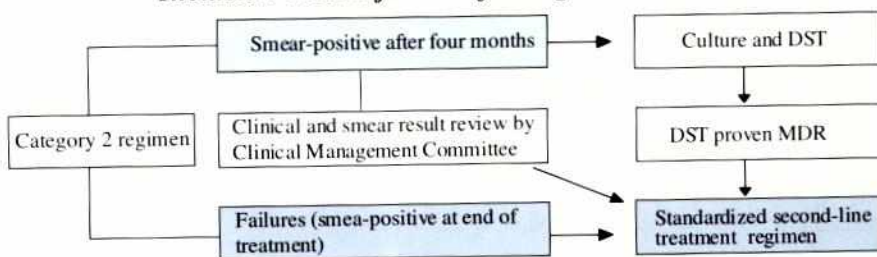 Smear-positive after four months
Culture and DST
Category 2 regimen
Clinical and smear result review by
Clinical Management Committee
DST proven MDR
Failures (smea-positive at end of
treatment)
Standardized second-line
treatment regimen